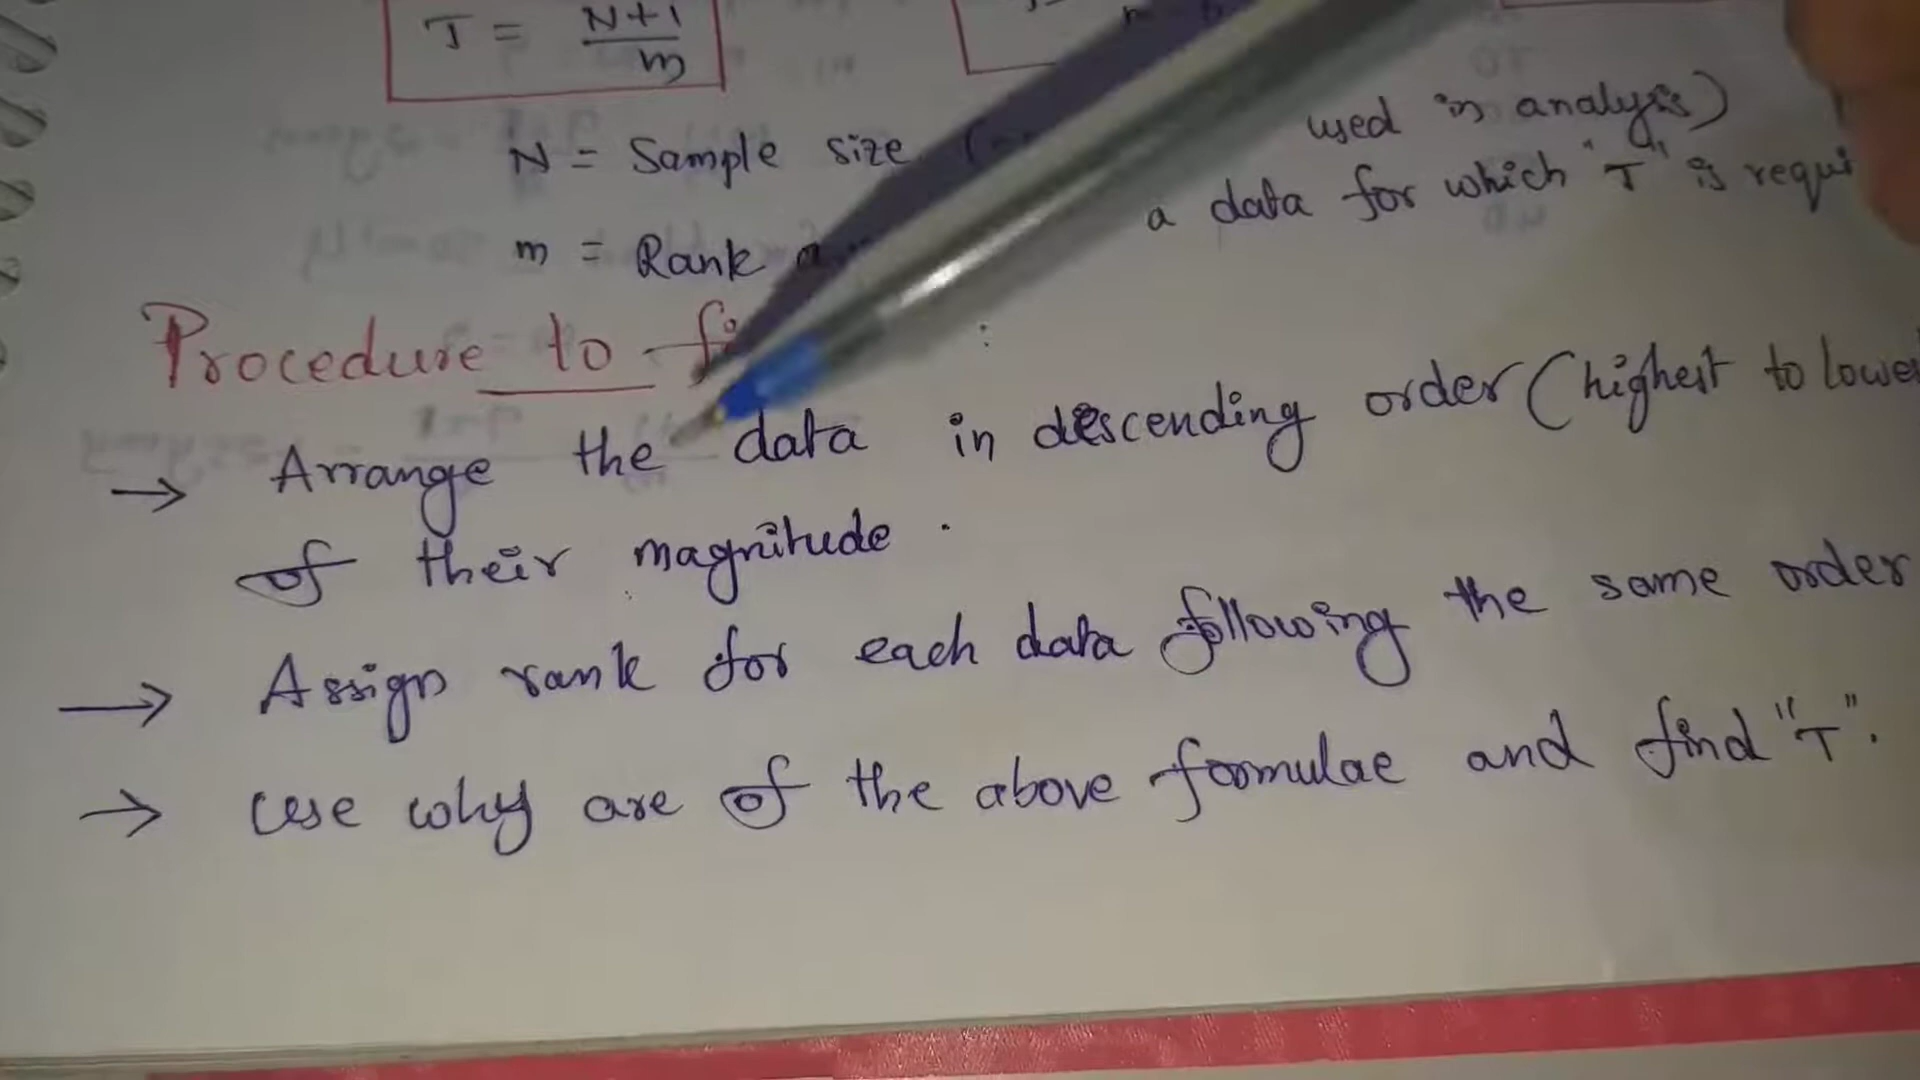 T = N+1
m
N = Sample size used in analysis)
m = Rank a data for which "T" is requi
Procedure to :
→ Arrange the data in descending order (highest to lowe
of their magnitude.
→ Assign rank for each data following the same order
→ Use why are of the above formulae and find "T".